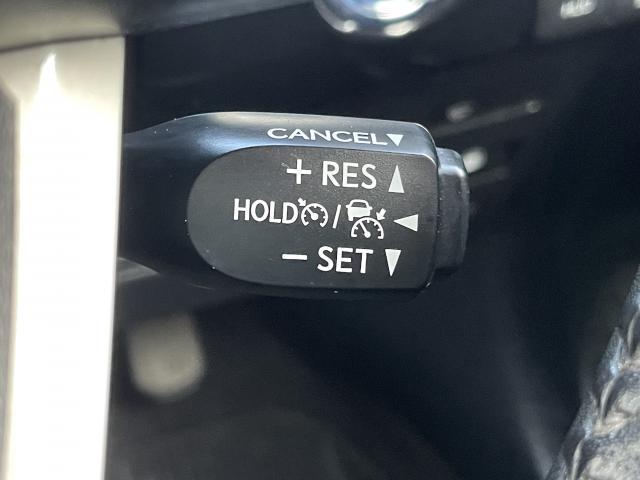 CANCEL▼
+ RES ▲
HOLD / ◀
− SET ▼